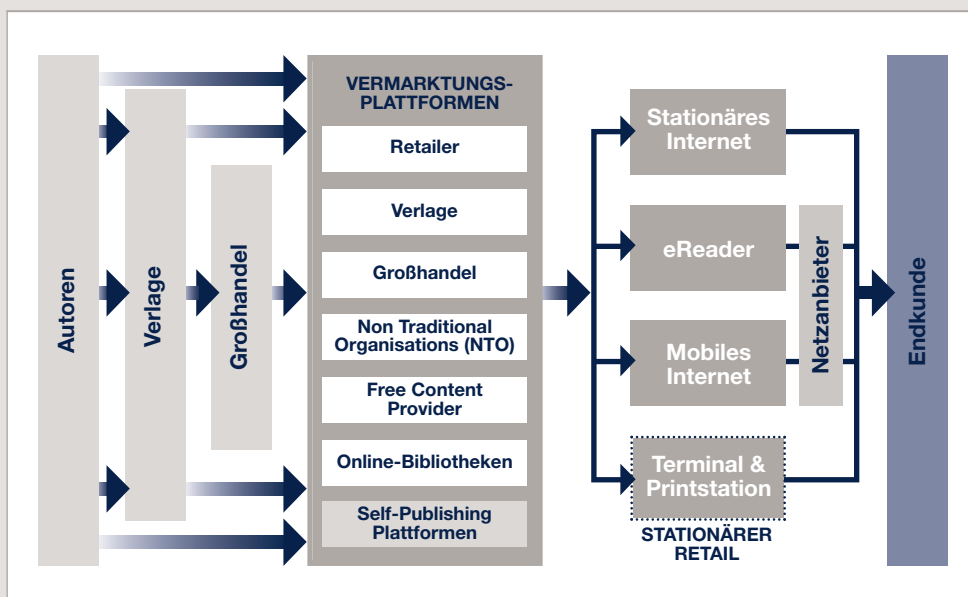 Autoren
Verlage
Großhandel
VERMARKTUNGS-
PLATTFORMEN
Retailer
Verlage
Großhandel
Non Traditional
Organisations (NTO)
Free Content
Provider
Online-Bibliotheken
Self-Publishing
Plattformen
Stationäres
Internet
eReader
Mobiles
Internet
Terminal &
Printstation
STATIONÄRER
RETAIL
Netzanbieter
Endkunde